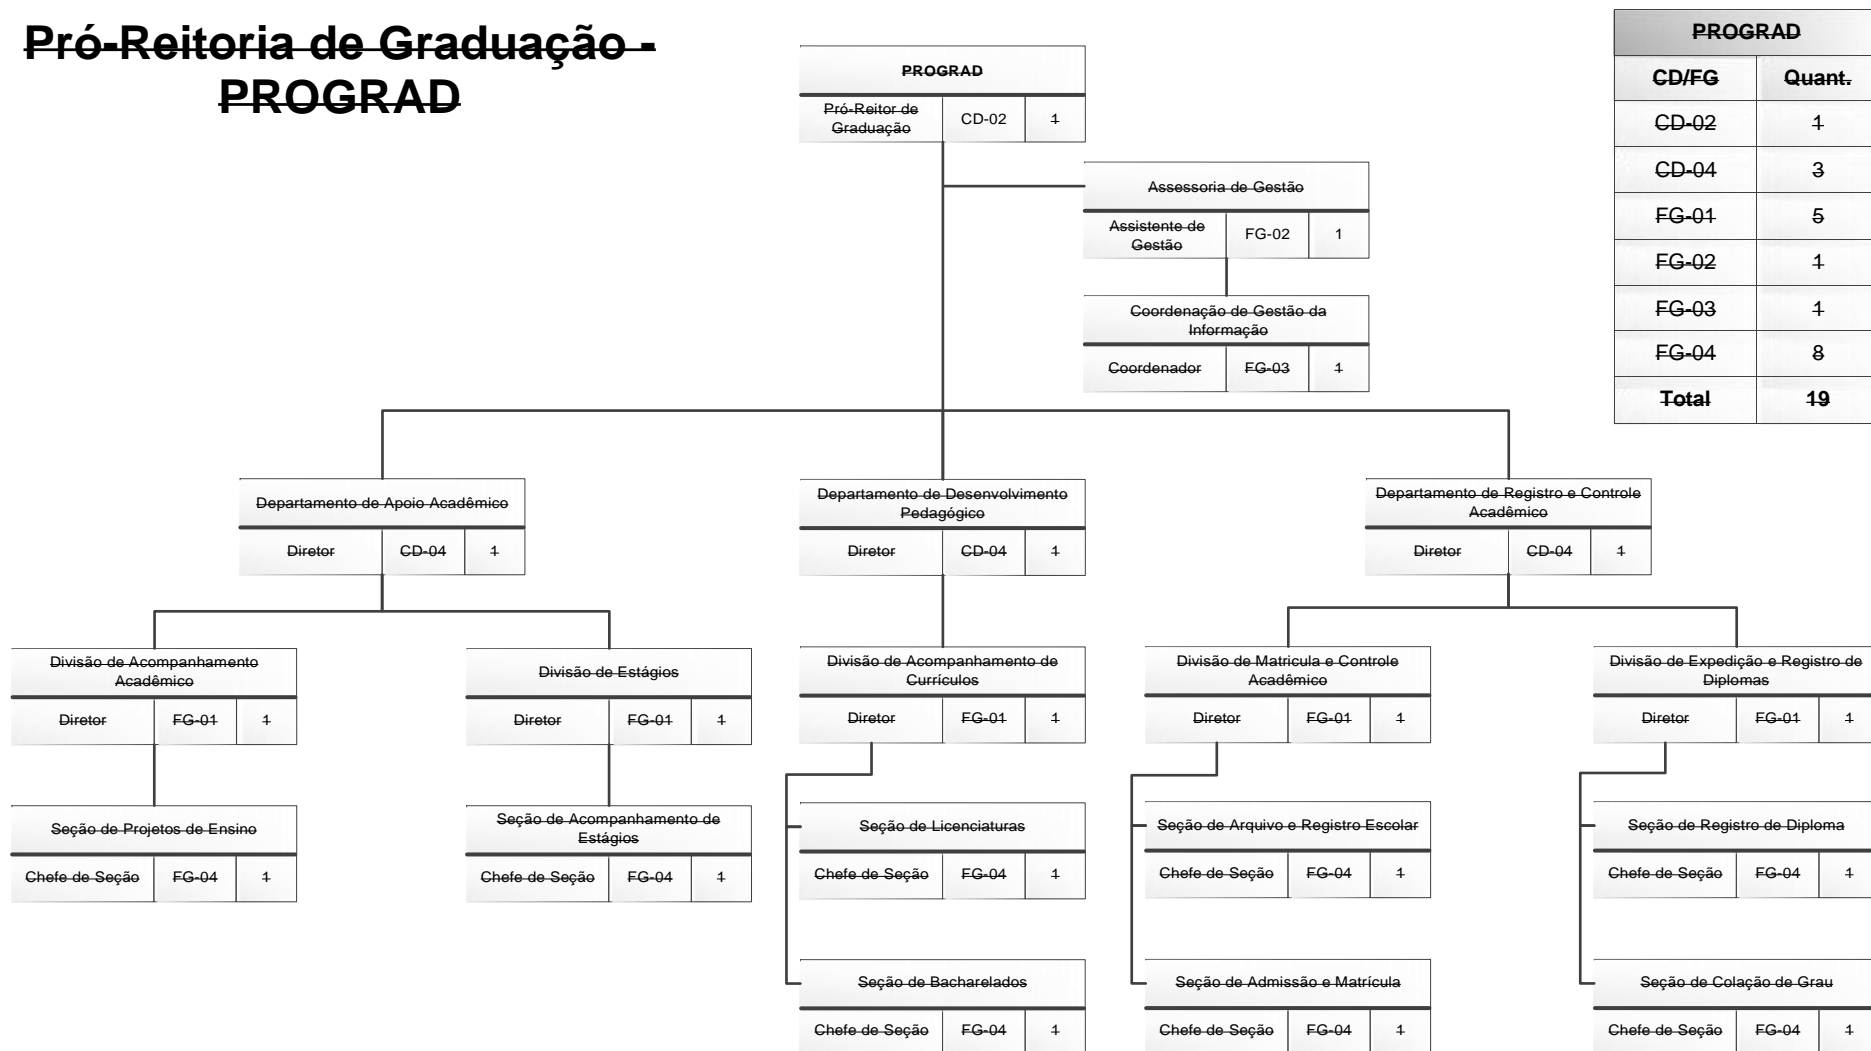 Pró-Reitoria de Graduação -
PROGRAD
PROGRAD
Pró-Reitor de
Graduação
CD-02
1
Assessoria de Gestão
Assistente de
Gestão
FG-02
1
Coordenação de Gestão da
Informação
Coordenador
FG-03
1
PROGRAD
CD/FG Quant.
CD-02 1
CD-04 3
FG-01 5
FG-02 1
FG-03 1
FG-04 8
Total 19
Departamento de Apoio Acadêmico
Diretor CD-04 1
Departamento de Desenvolvimento
Pedagógico
Diretor CD-04 1
Departamento de Registro e Controle
Acadêmico
Diretor CD-04 1
Divisão de Acompanhamento
Acadêmico
Diretor FG-01 1
Divisão de Estágios
Diretor FG-01 1
Divisão de Acompanhamento de
Currículos
Diretor FG-01 1
Divisão de Matricula e Controle
Acadêmico
Diretor FG-01 1
Divisão de Expedição e Registro de
Diplomas
Diretor FG-01 1
Seção de Projetos de Ensino
Chefe de Seção FG-04 1
Seção de Acompanhamento de
Estágios
Chefe de Seção FG-04 1
Seção de Licenciaturas
Chefe de Seção FG-04 1
Seção de Arquivo e Registro Escolar
Chefe de Seção FG-04 1
Seção de Registro de Diploma
Chefe de Seção FG-04 1
Seção de Bacharelados
Chefe de Seção FG-04 1
Seção de Admissão e Matrícula
Chefe de Seção FG-04 1
Seção de Colação de Grau
Chefe de Seção FG-04 1